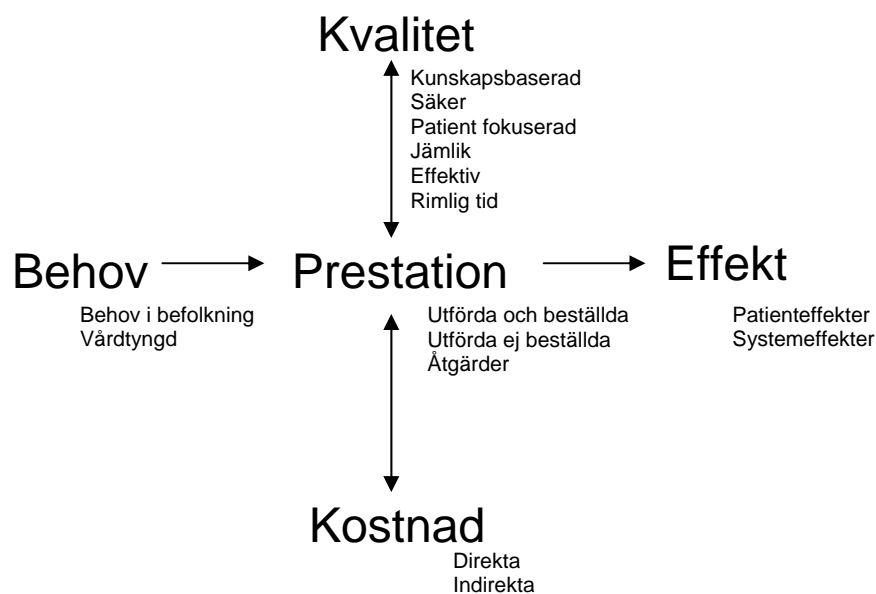 Kvalitet
Kunskapsbaserad
Säker
Patient fokuserad
Jämlik
Effektiv
Rimlig tid
Behov
Behov i befolkning
Vårdtyngd
Prestation
Utförda och beställda
Utförda ej beställda
Åtgärder
Effekt
Patienteffekter
Systemeffekter
Kostnad
Direkta
Indirekta